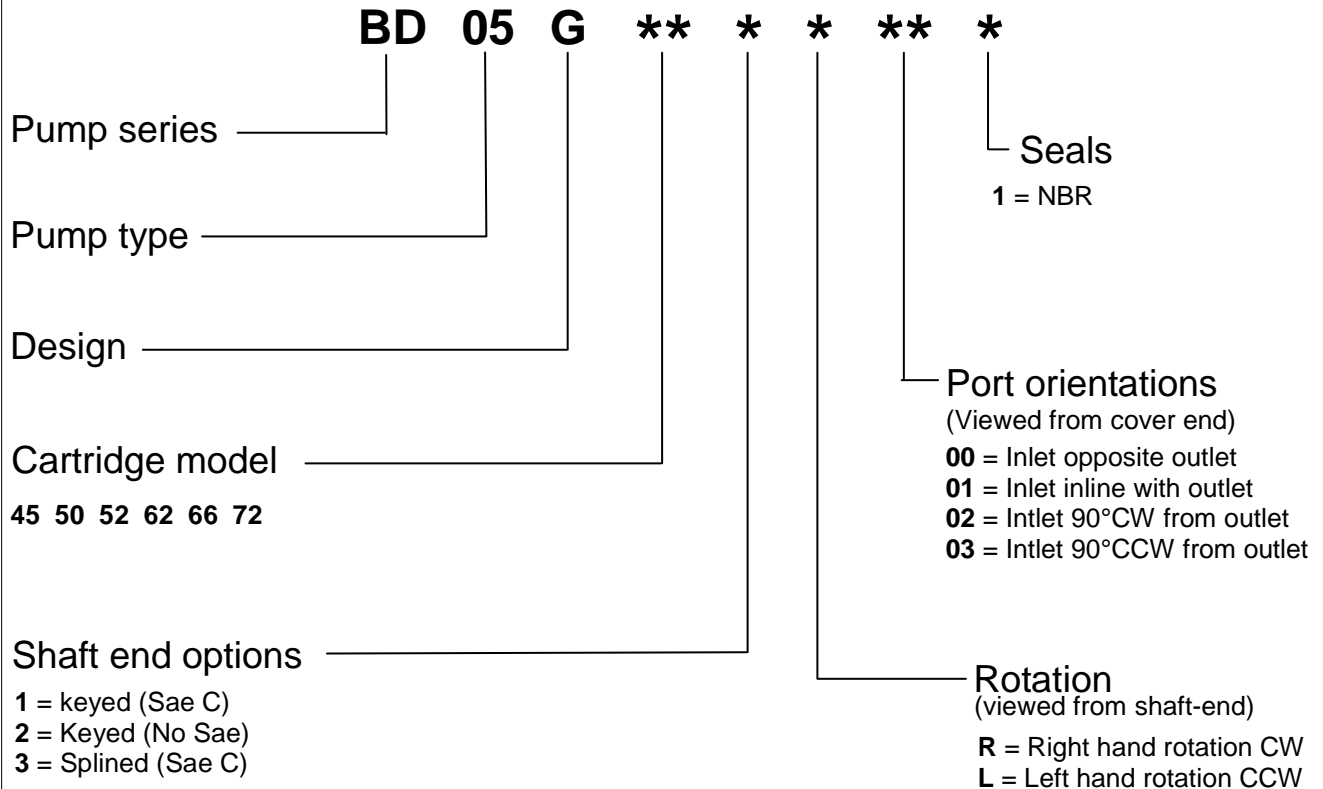 BD 05 G ** * * ** *
Pump series
Seals
1 = NBR
Pump type
Design
Port orientations
(Viewed from cover end)
00 = Inlet opposite outlet
01 = Inlet inline with outlet
02 = Intlet 90°CW from outlet
03 = Intlet 90°CCW from outlet
Cartridge model
45 50 52 62 66 72
Shaft end options
1 = keyed (Sae C)
2 = Keyed (No Sae)
3 = Splined (Sae C)
Rotation
(viewed from shaft-end)
R = Right hand rotation CW
L = Left hand rotation CCW